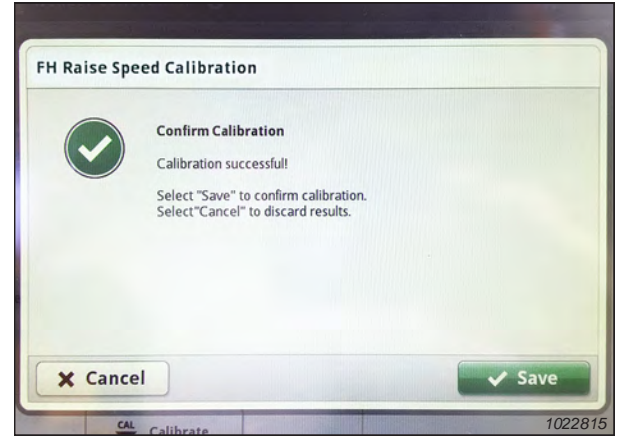 FH Raise Speed Calibration
Confirm Calibration
Calibration successful!
Select "Save" to confirm calibration.
Select"Cancel" to discard results.
Cancel
Save
CAL
Calibrate
1022815